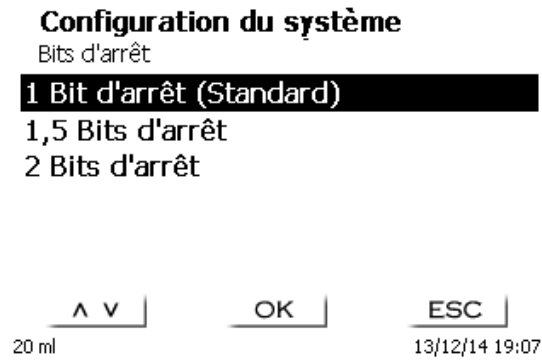 Configuration du système
Bits d'arrêt
1 Bit d'arrêt (Standard)
1,5 Bits d'arrêt
2 Bits d'arrêt
∧ ∨ OK ESC
20 ml 13/12/14 19:07